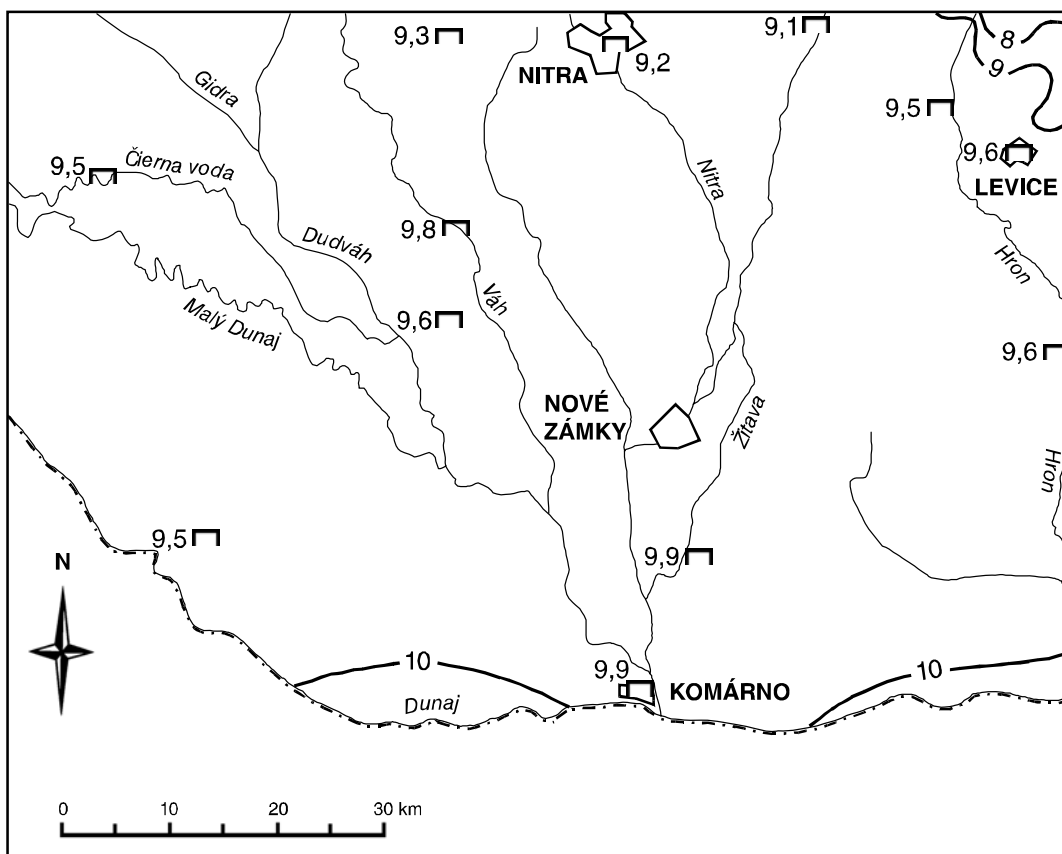 9,3
9,2
NITRA
9,1
8
9
9,5
9,6
LEVICE
Gidra
9,5
Čierna voda
Nitra
Hron
9,8
Dudváh
Váh
Malý Dunaj
9,6
9,6
NOVÉ
ZÁMKY
Žitava
Hron
9,5
9,9
N
10
9,9
KOMÁRNO
10
Dunaj
0 10 20 30 km